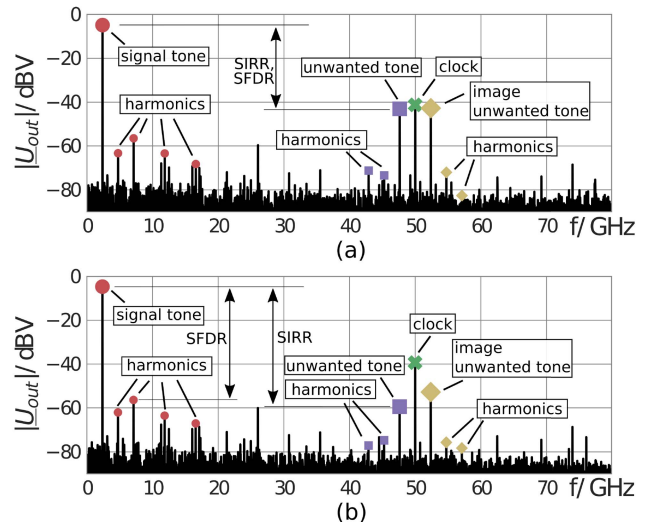 0
−20
−40
−60
−80
|U_out|/dBV
signal tone
harmonics
SIRR,
SFDR
unwanted tone
clock
image
unwanted tone
harmonics
harmonics
0 10 20 30 40 50 60 70 f/ GHz
(a)
0
−20
−40
−60
−80
|U_out|/dBV
signal tone
harmonics
SFDR
SIRR
clock
unwanted tone
image
unwanted tone
harmonics
harmonics
0 10 20 30 40 50 60 70 f/ GHz
(b)